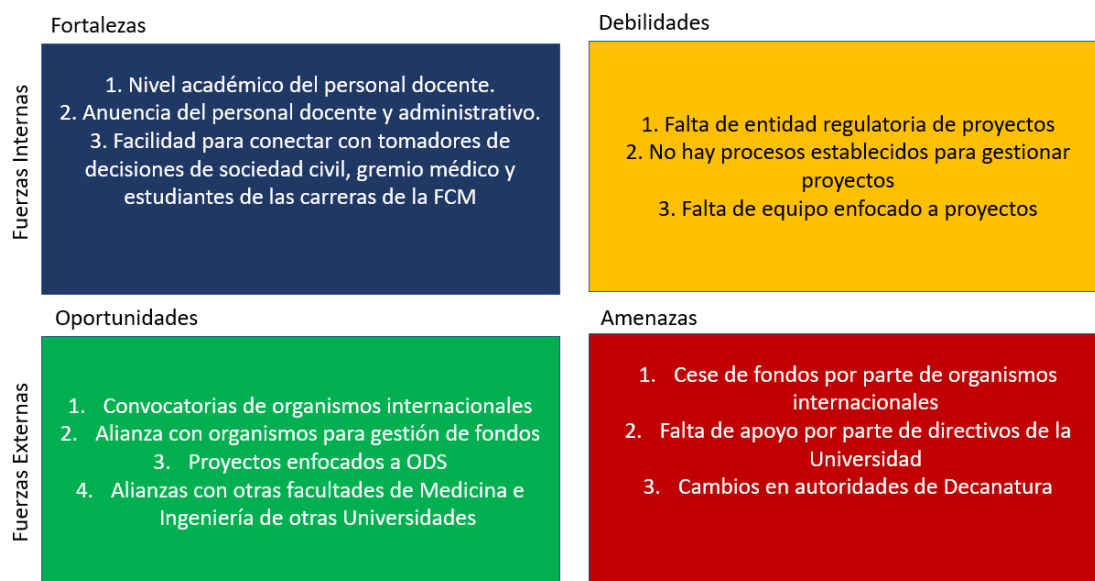 Fortalezas
Debilidades
Fuerzas Internas
1. Nivel académico del personal docente.
2. Anuencia del personal docente y administrativo.
3. Facilidad para conectar con tomadores de
decisiones de sociedad civil, gremio médico y
estudiantes de las carreras de la FCM
1. Falta de entidad regulatoria de proyectos
2. No hay procesos establecidos para gestionar
proyectos
3. Falta de equipo enfocado a proyectos
Oportunidades
Amenazas
Fuerzas Externas
1. Convocatorias de organismos internacionales
2. Alianza con organismos para gestión de fondos
3. Proyectos enfocados a ODS
4. Alianzas con otras facultades de Medicina e
Ingeniería de otras Universidades
1. Cese de fondos por parte de organismos
internacionales
2. Falta de apoyo por parte de directivos de la
Universidad
3. Cambios en autoridades de Decanatura